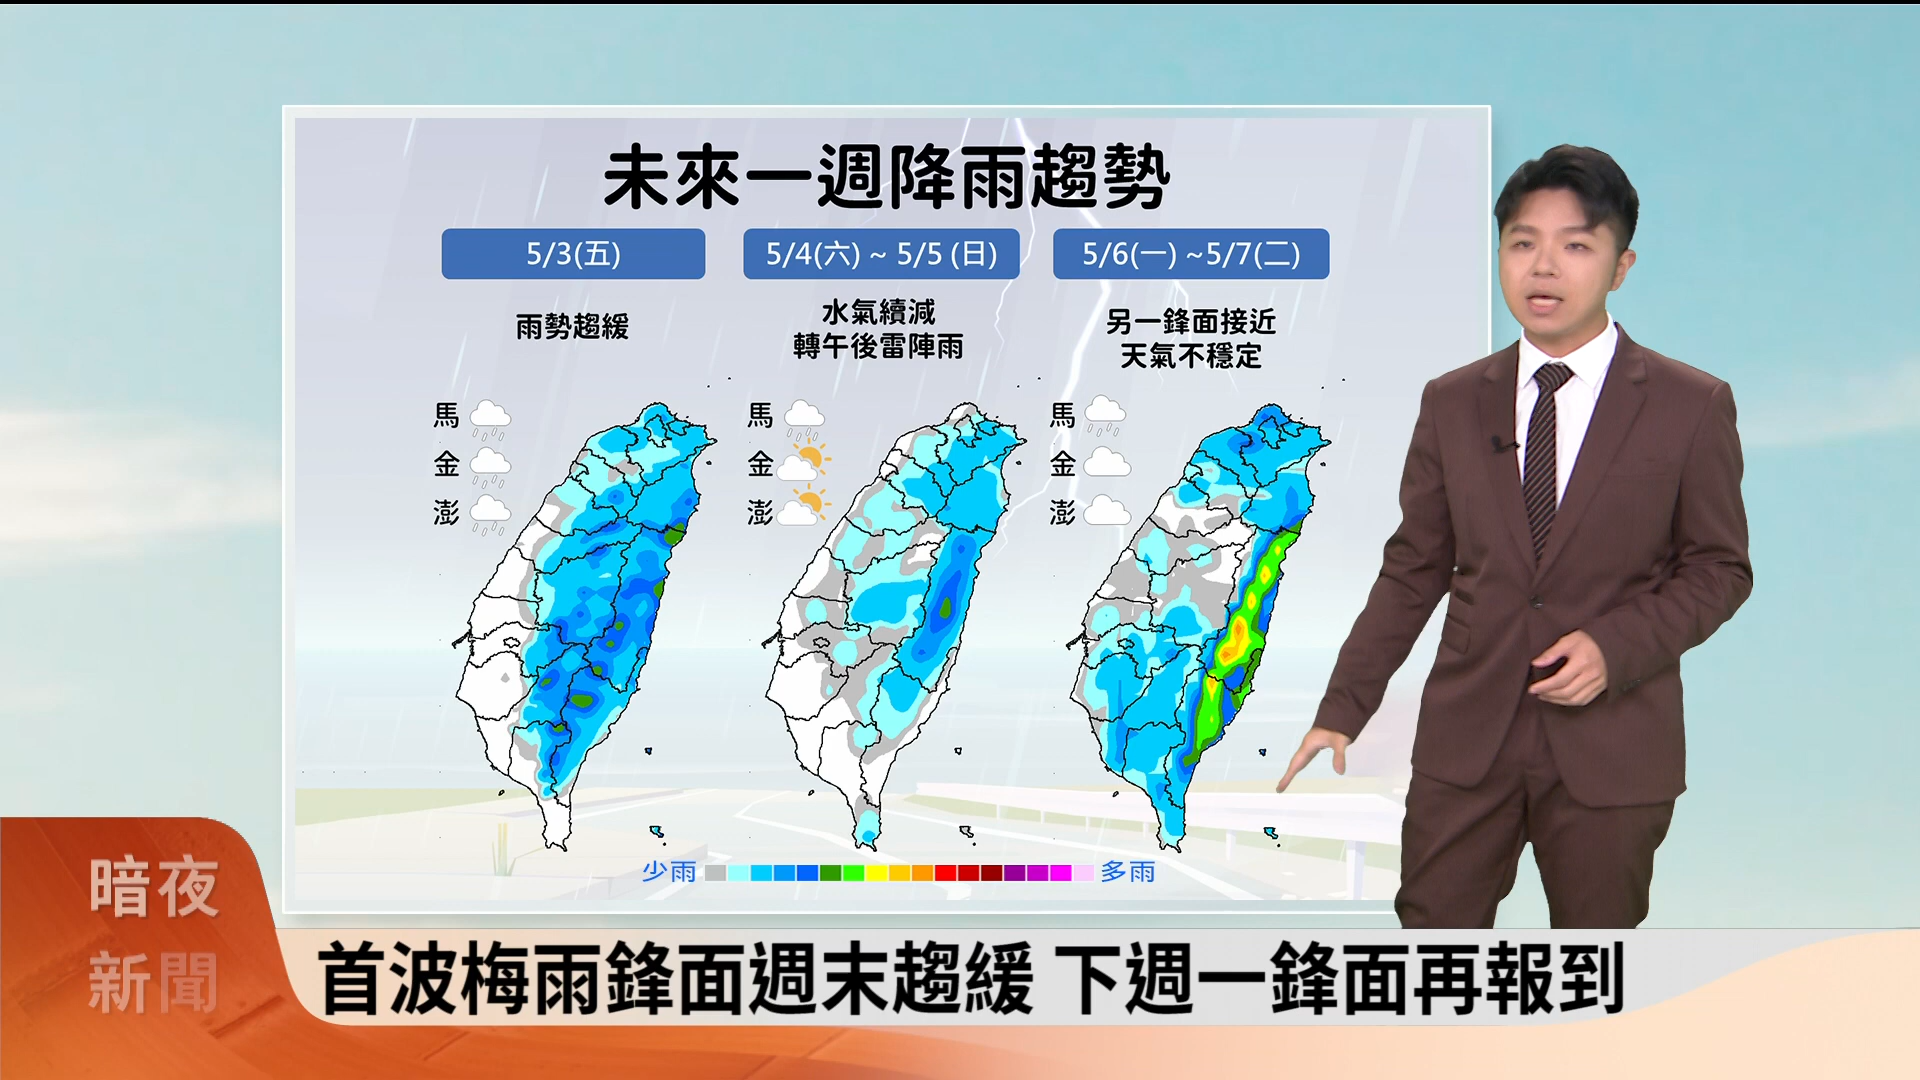 未來一週降雨趨勢
5/3(五)
5/4(六) ~ 5/5 (日)
5/6(一) ~5/7(二)
雨勢趨緩
水氣續減
轉午後雷陣雨
另一鋒面接近
天氣不穩定
馬
金
澎
馬
金
澎
馬
金
澎
少雨
多雨
暗夜
新聞
首波梅雨鋒面週末趨緩 下週一鋒面再報到